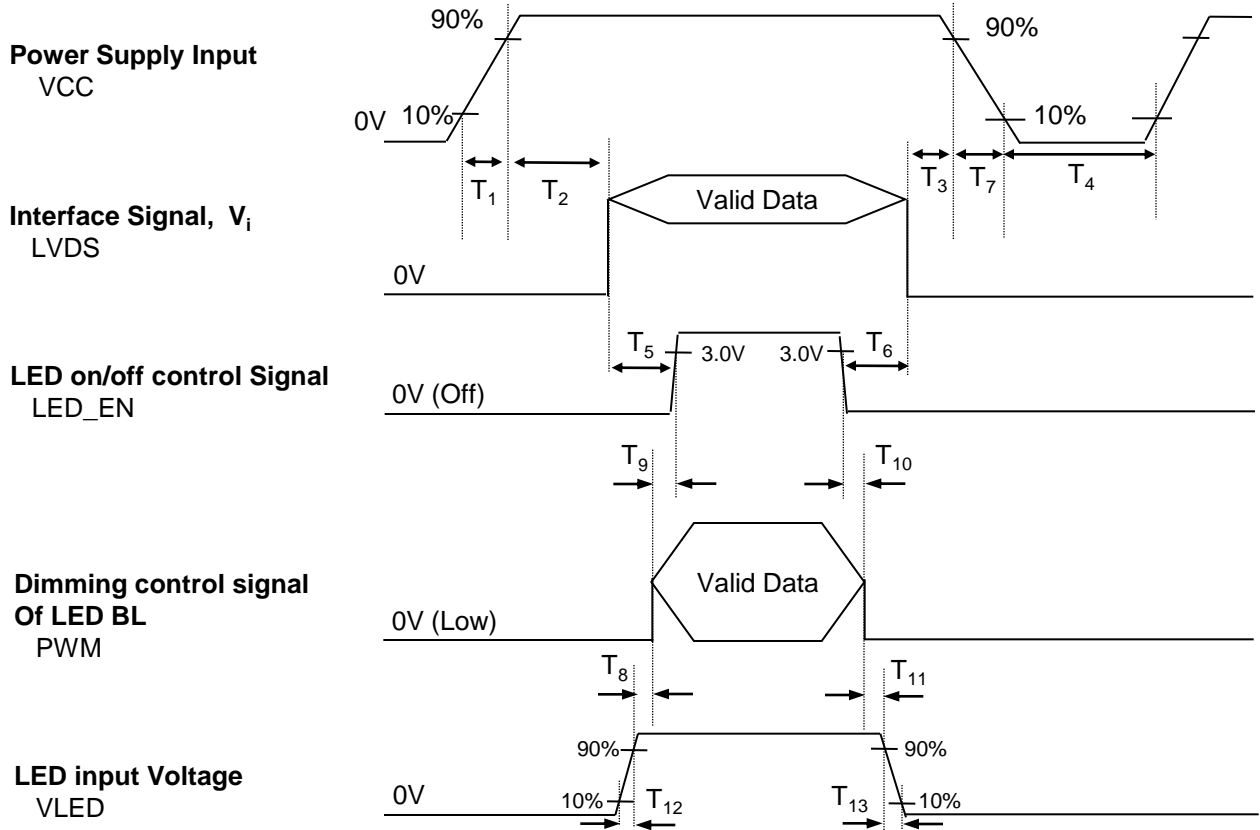 90%
90%
Power Supply Input
VCC
10%
10%
0V
T1
T2
T3
T7
T4
Interface Signal, Vi
LVDS
Valid Data
0V
T5
3.0V
3.0V
T6
LED on/off control Signal
LED_EN
0V (Off)
T9
T10
Dimming control signal
Of LED BL
PWM
Valid Data
0V (Low)
T8
T11
90%
90%
LED input Voltage
VLED
0V
10%
T12
T13
10%